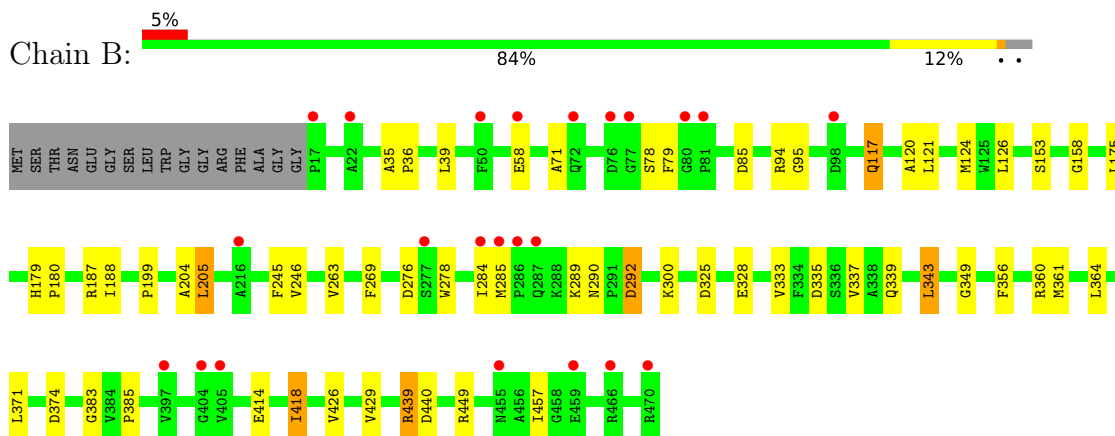 5%
Chain B:
84%
12%
• •
MET SER THR ASN GLU GLY SER LEU TRP GLY GLY ARG PHE ALA GLY GLY P17 A22 A35 P36 L39 F50 E58 A71 Q72 D76 G77 S78 F79 G80 P81 D85 R94 G95 D98 Q117 A120 L121 M124 W125 L126 S153 G158 L175
H179 P180 R187 I188 P199 A204 L205 A216 F245 V246 V263 F269 D276 S277 W278 I284 M285 P286 Q287 K288 K289 N290 P291 D292 K300 D325 E328 V333 F334 D335 S336 V337 A338 Q339 L343 G349 F356 R360 M361 L364
L371 D374 G383 V384 P385 V397 G404 V405 E414 I418 V426 V429 R439 D440 R449 N455 A456 I457 G458 E459 R466 R470